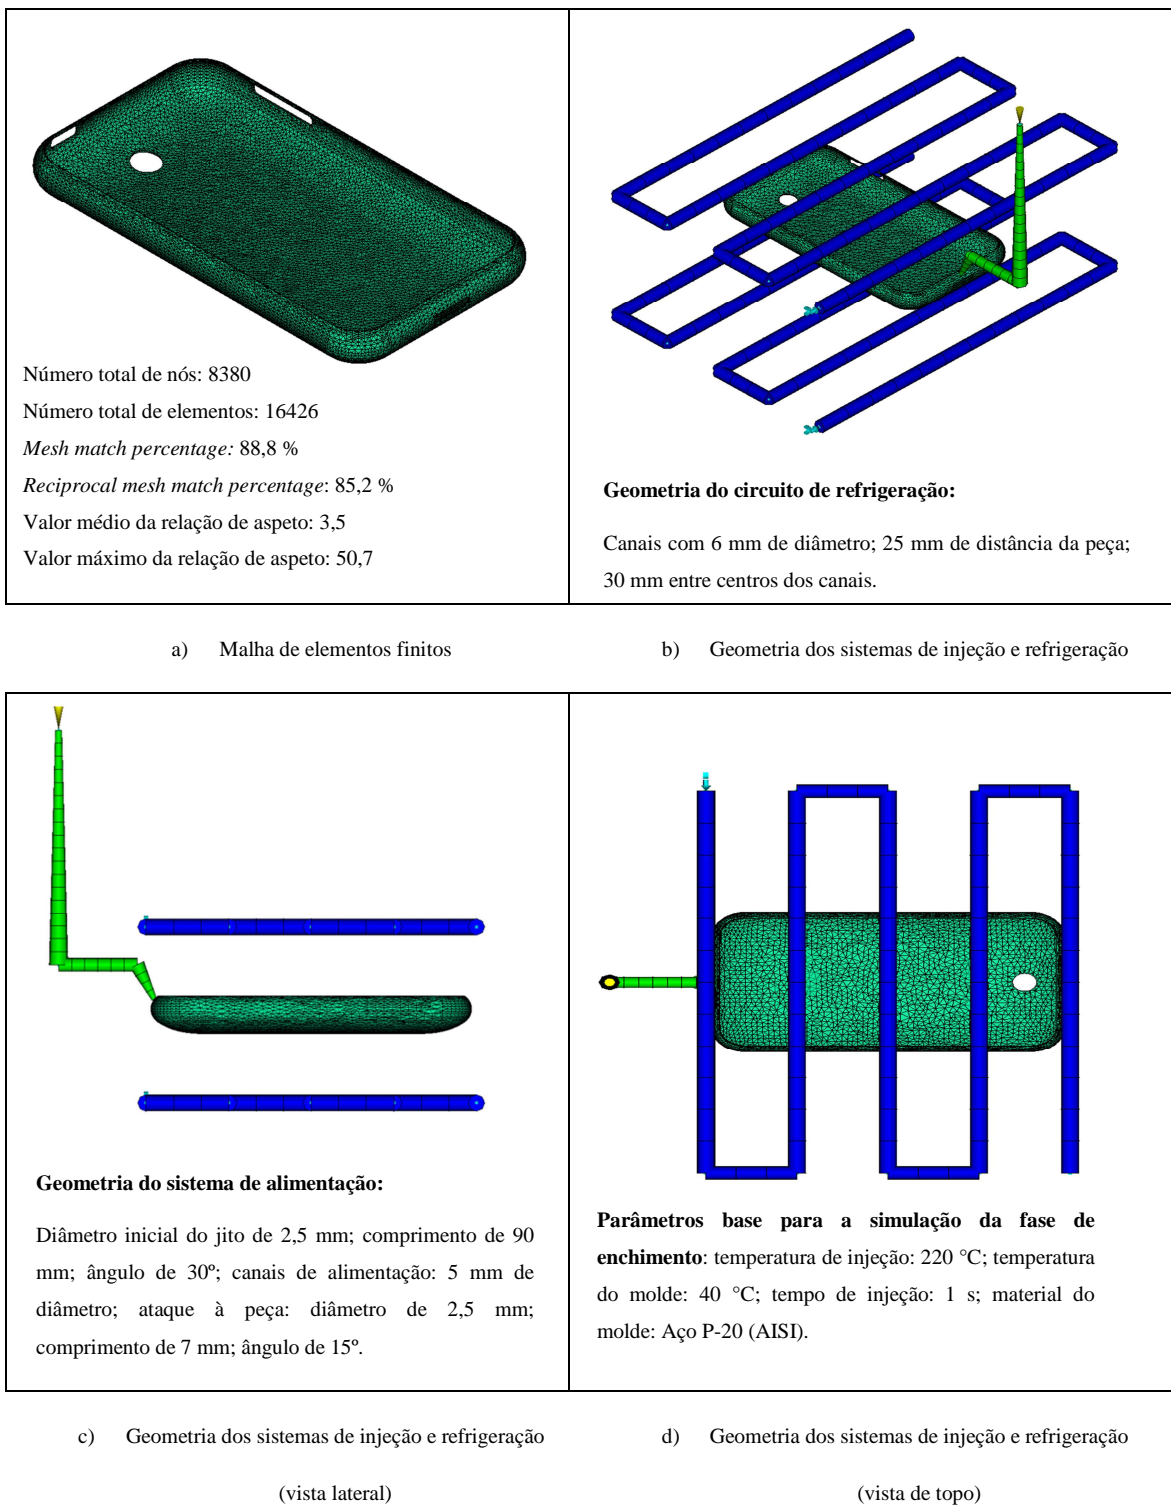 Número total de nós: 8380
Número total de elementos: 16426
Mesh match percentage: 88,8 %
Reciprocal mesh match percentage: 85,2 %
Valor médio da relação de aspeto: 3,5
Valor máximo da relação de aspeto: 50,7
Geometria do circuito de refrigeração:
Canais com 6 mm de diâmetro; 25 mm de distância da peça;
30 mm entre centros dos canais.
a) Malha de elementos finitos
b) Geometria dos sistemas de injeção e refrigeração
Geometria do sistema de alimentação:
Diâmetro inicial do jito de 2,5 mm; comprimento de 90
mm; ângulo de 30º; canais de alimentação: 5 mm de
diâmetro; ataque à peça: diâmetro de 2,5 mm;
comprimento de 7 mm; ângulo de 15º.
Parâmetros base para a simulação da fase de
enchimento: temperatura de injeção: 220 °C; temperatura
do molde: 40 °C; tempo de injeção: 1 s; material do
molde: Aço P-20 (AISI).
c) Geometria dos sistemas de injeção e refrigeração
(vista lateral)
d) Geometria dos sistemas de injeção e refrigeração
(vista de topo)